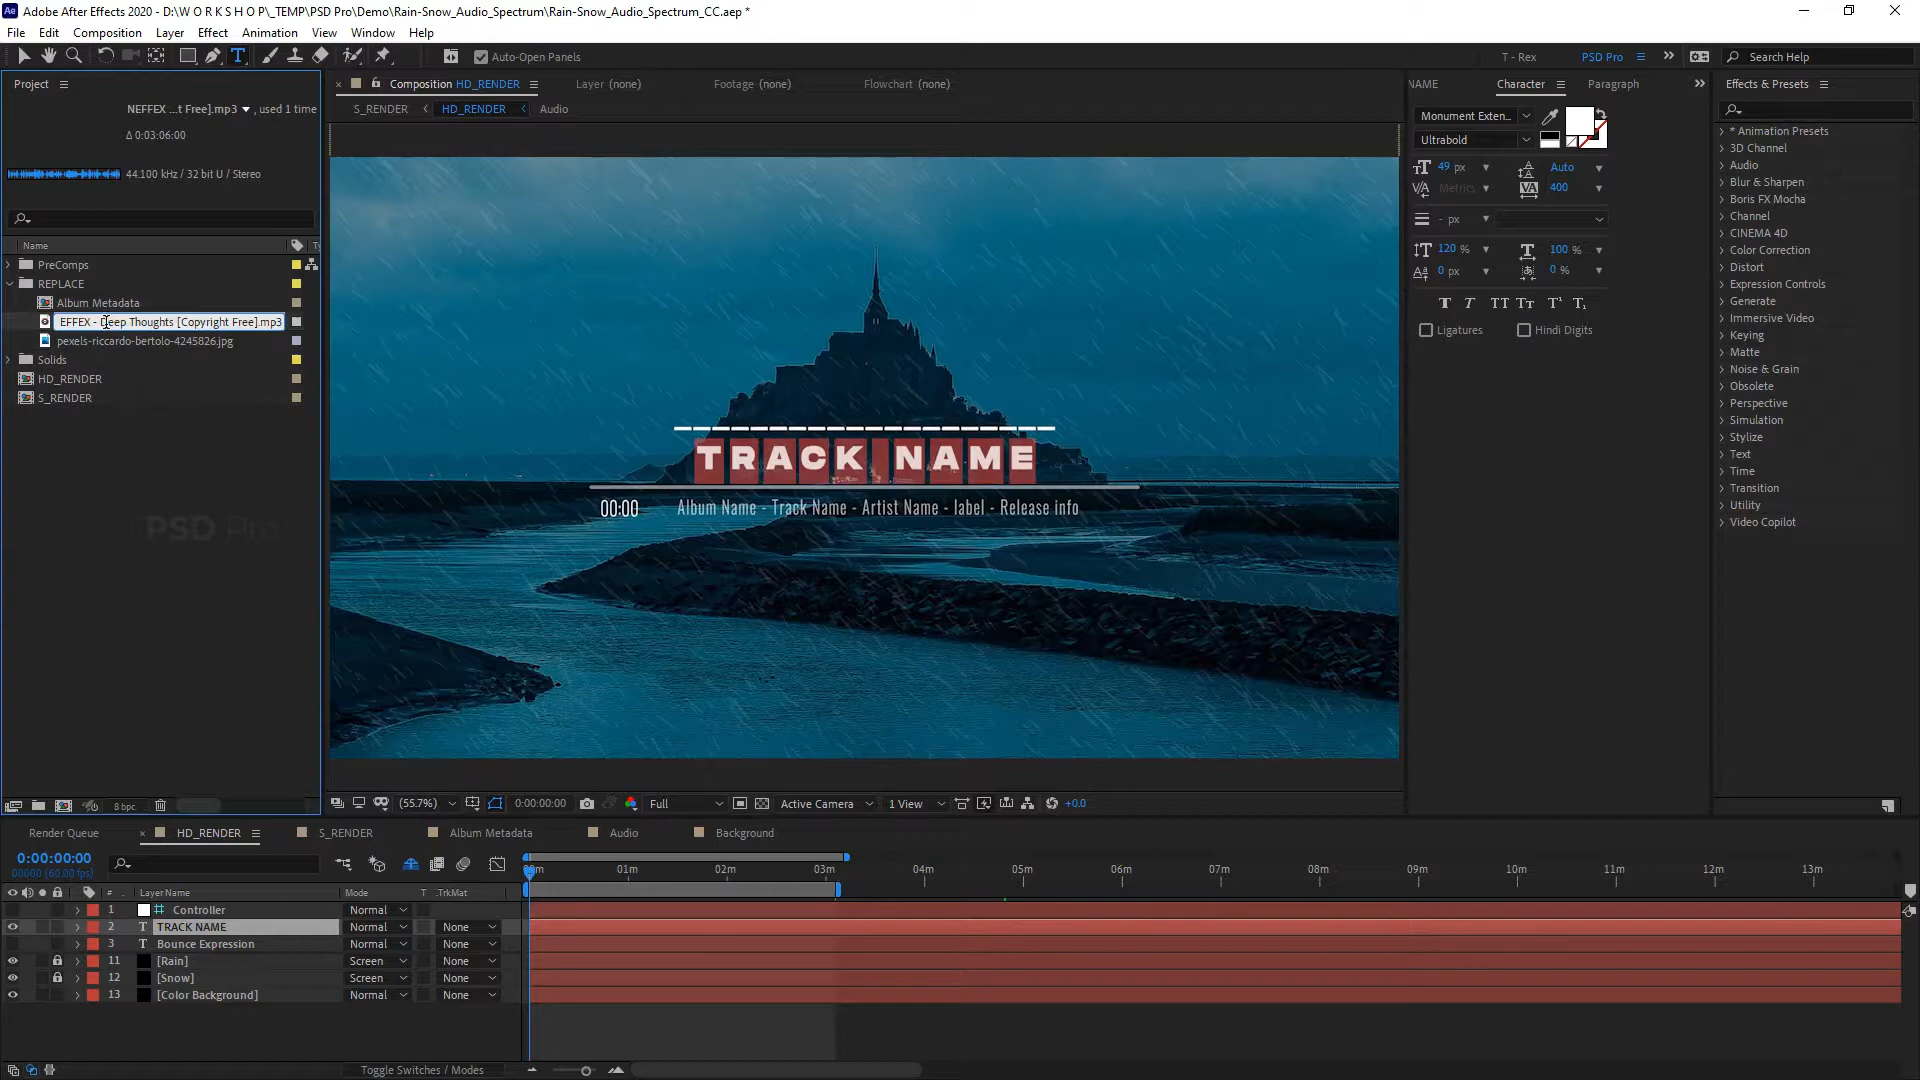 Adobe After Effects 2020 - D:\W O R K S H O P\_TEMP\PSD Pro\Demo\Rain-Snow_Audio_Spectrum\Rain-Snow_Audio_Spectrum_CC.aep *
File Edit Composition Layer Effect Animation View Window Help
Auto-Open Panels
T - Rex PSD Pro Search Help
Project
NEFFEX ...t Free].mp3 , used 1 time
Δ 0:03:06:00
44.100 kHz / 32 bit U / Stereo
Name
PreComps
REPLACE
Album Metadata
EFFEX - Deep Thoughts [Copyright Free].mp3
pexels-riccardo-bertolo-4245826.jpg
Solids
HD_RENDER
S_RENDER
PSD Pro
8 bpc
Composition HD_RENDER Layer (none) Footage (none) Flowchart (none)
S_RENDER HD_RENDER Audio
TRACK NAME
00:00 Album Name - Track Name - Artist Name - label - Release info
(55.7%) 0:00:00:00 Full Active Camera 1 View +0.0
NAME Character Paragraph
Monument Exten...
Ultrabold
49 px Auto
Metrics 400
- px
120 % 100 %
0 px 0 %
Ligatures Hindi Digits
Effects & Presets
* Animation Presets
3D Channel
Audio
Blur & Sharpen
Boris FX Mocha
Channel
CINEMA 4D
Color Correction
Distort
Expression Controls
Generate
Immersive Video
Keying
Matte
Noise & Grain
Obsolete
Perspective
Simulation
Stylize
Text
Time
Transition
Utility
Video Copilot
Render Queue HD_RENDER S_RENDER Album Metadata Audio Background
0:00:00:00
00000 (60.00 fps)
01m 02m 03m 04m 05m 06m 07m 08m 09m 10m 11m 12m 13m
# Layer Name Mode T .TrkMat
1 Controller Normal
2 T TRACK NAME Normal None
3 T Bounce Expression Normal None
11 [Rain] Screen None
12 [Snow] Screen None
13 [Color Background] Normal None
Toggle Switches / Modes